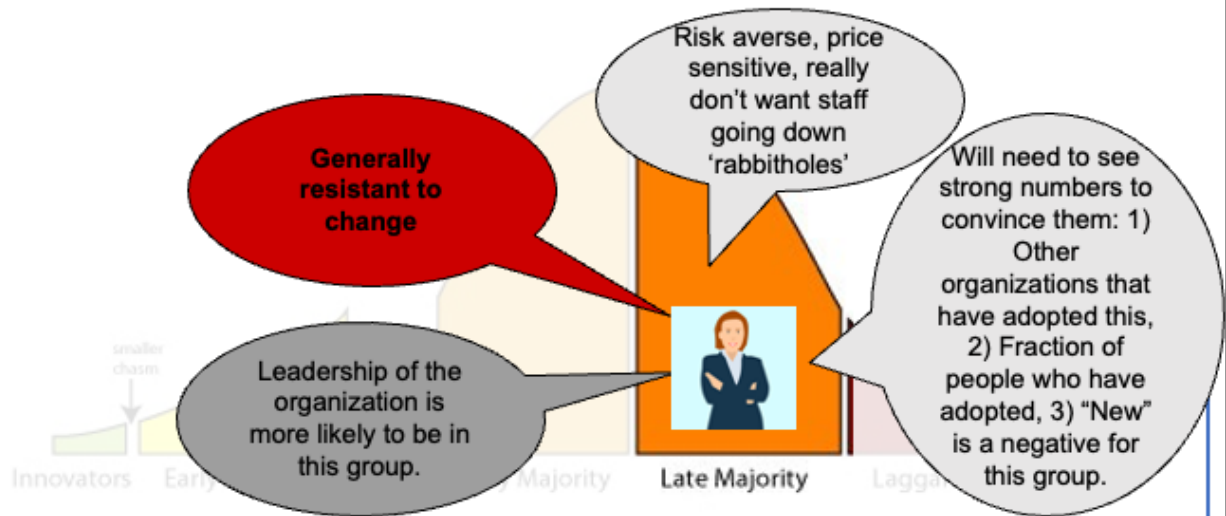 Risk averse, price
sensitive, really
don't want staff
going down
‘rabbitholes’
Generally
resistant to
change
Will need to see
strong numbers to
convince them: 1)
Other
organizations that
have adopted this,
2) Fraction of
people who have
adopted, 3) “New”
is a negative for
this group.
smaller
chasm
Leadership of the
organization is
more likely to be in
this group.
Innovators
Early
Majority
Late Majority